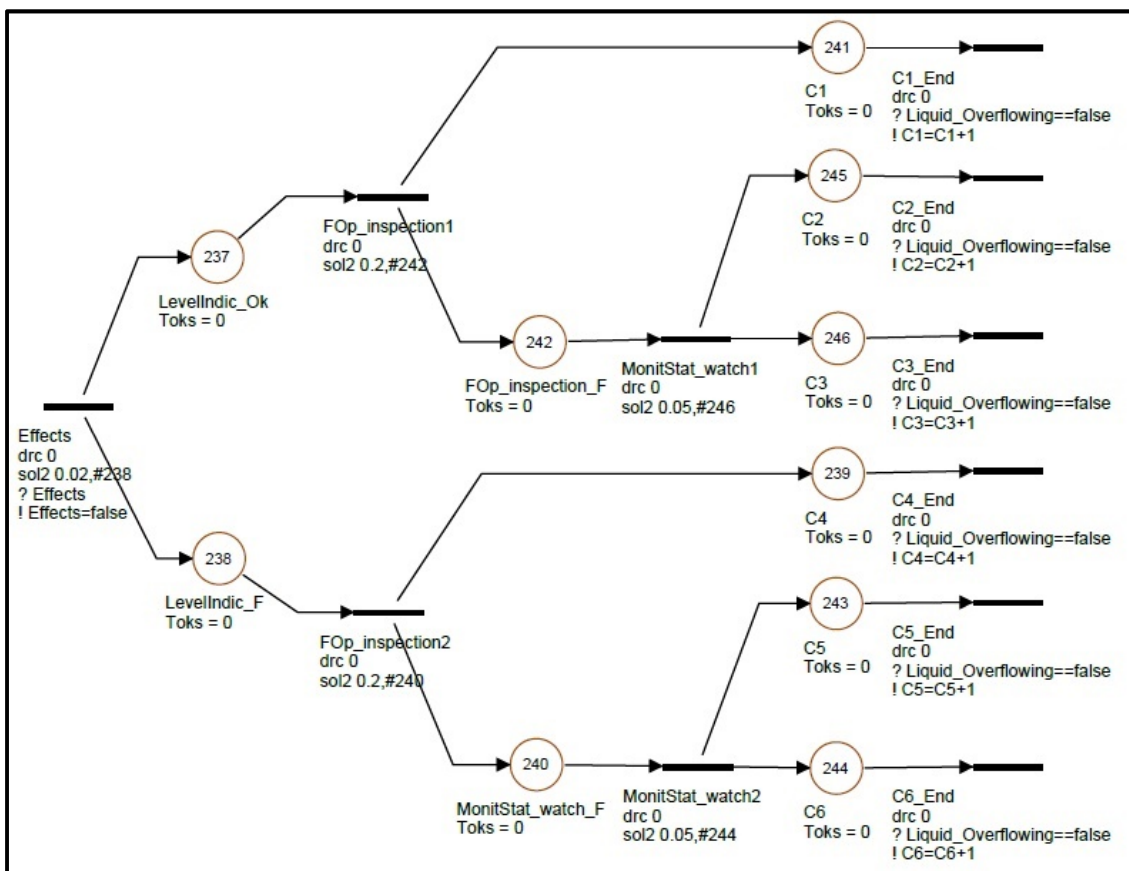 241
C1
Toks = 0
C1_End
drc 0
? Liquid_Overflowing==false
! C1=C1+1
245
C2
Toks = 0
C2_End
drc 0
? Liquid_Overflowing==false
! C2=C2+1
237
LevelIndic_Ok
Toks = 0
FOp_inspection1
drc 0
sol2 0.2,#242
242
FOp_inspection_F
Toks = 0
MonitStat_watch1
drc 0
sol2 0.05,#246
246
C3
Toks = 0
C3_End
drc 0
? Liquid_Overflowing==false
! C3=C3+1
Effects
drc 0
sol2 0.02,#238
? Effects
! Effects=false
239
C4
Toks = 0
C4_End
drc 0
? Liquid_Overflowing==false
! C4=C4+1
238
LevelIndic_F
Toks = 0
FOp_inspection2
drc 0
sol2 0.2,#240
243
C5
Toks = 0
C5_End
drc 0
? Liquid_Overflowing==false
! C5=C5+1
240
MonitStat_watch_F
Toks = 0
MonitStat_watch2
drc 0
sol2 0.05,#244
244
C6
Toks = 0
C6_End
drc 0
? Liquid_Overflowing==false
! C6=C6+1